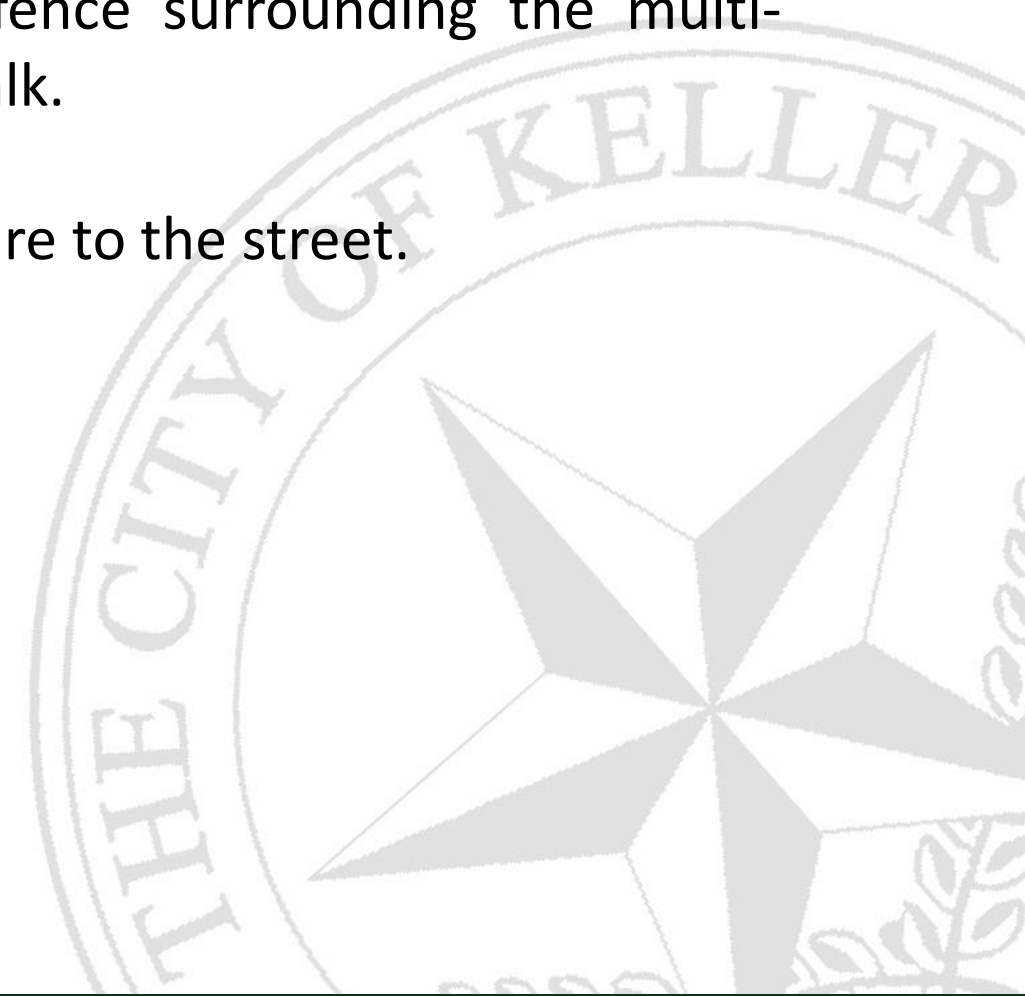 fence surrounding the multi-
lk.
re to the street.
THE CITY OF KELLER